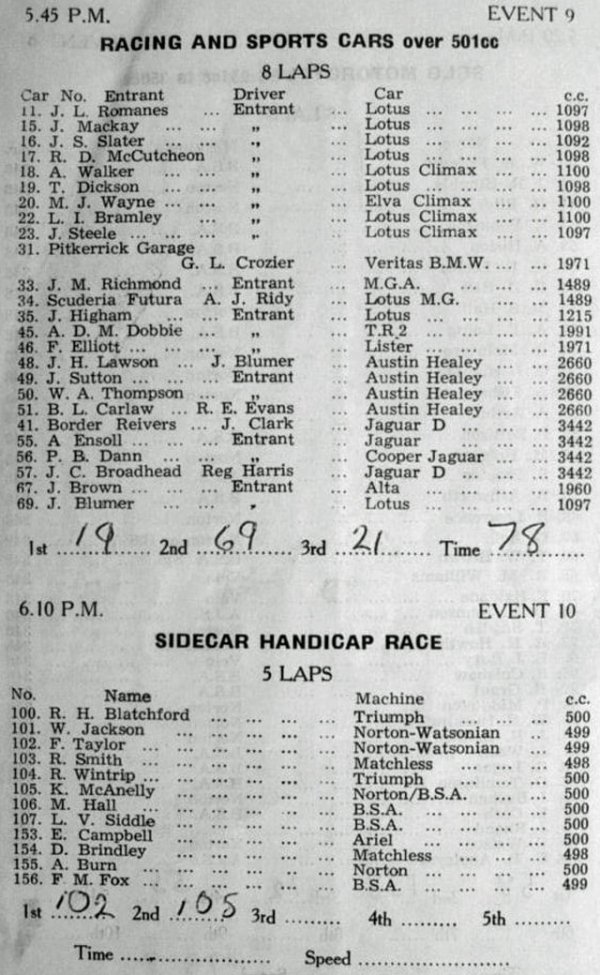 5.45 P.M. EVENT 9
RACING AND SPORTS CARS over 501cc
8 LAPS
Car No. Entrant Driver Car c.c.
11. J. L. Romanes ... Entrant ... Lotus ... ... ... ... 1097
15. J. Mackay ... ... ,, ... Lotus ... ... ... ... 1098
16. J. S. Slater ... ... ,, ... Lotus ... ... ... ... 1092
17. R. D. McCutcheon ,, ... Lotus ... ... ... ... 1098
18. A. Walker ... ... ,, ... Lotus Climax ... ... 1100
19. T. Dickson ... ... ,, ... Lotus ... ... ... ... 1098
20. M. J. Wayne ... ... ,, ... Elva Climax ... ... 1100
22. L. I. Bramley ... ,, ... Lotus Climax ... ... 1100
23. J. Steele ... ... ... ,, ... Lotus Climax ... ... 1097
31. Pitkerrick Garage
G. L. Crozier ... Veritas B.M.W. ... ... 1971
33. J. M. Richmond ... Entrant ... M.G.A. ... ... ... 1489
34. Scuderia Futura A. J. Ridy ... Lotus M.G. ... ... 1489
35. J. Higham ... ... Entrant ... Lotus ... ... ... ... 1215
45. A. D. M. Dobbie ... ,, ... T.R.2 ... ... ... ... 1991
46. F. Elliott ... ... ... ,, ... Lister ... ... ... ... 1971
48. J. H. Lawson ... J. Blumer ... Austin Healey ... ... 2660
49. J. Sutton ... ... ... Entrant ... Austin Healey ... ... 2660
50. W. A. Thompson ... ,, ... Austin Healey ... ... 2660
51. B. L. Carlaw ... R. E. Evans ... Austin Healey ... ... 2660
41. Border Reivers ... J. Clark ... Jaguar D ... ... ... 3442
55. A Ensoll ... ... ... Entrant ... Jaguar ... ... ... 3442
56. P. B. Dann ... ... ,, ... Cooper Jaguar ... ... 3442
57. J. C. Broadhead Reg Harris ... Jaguar D ... ... ... 3442
67. J. Brown ... ... ... Entrant ... Alta ... ... ... ... 1960
69. J. Blumer ... ... ,, ... Lotus ... ... ... ... 1097
1st 19 2nd 69 3rd 21 Time 78
6.10 P.M. EVENT 10
SIDECAR HANDICAP RACE
5 LAPS
No. Name Machine c.c.
100. R. H. Blatchford ... ... ... ... Triumph ... ... ... 500
101. W. Jackson ... ... ... ... Norton-Watsonian .. 499
102. F. Taylor ... ... ... ... ... Norton-Watsonian ... 499
103. R. Smith ... ... ... ... ... Matchless ... ... ... 498
104. R. Wintrip ... ... ... ... ... Triumph ... ... ... 500
105. K. McAnelly ... ... ... ... Norton/B.S.A. ... ... 500
106. M. Hall ... ... ... ... ... B.S.A. ... ... ... ... 500
107. L. V. Siddle ... ... ... ... B.S.A. ... ... ... ... 500
153. E. Campbell ... ... ... ... Ariel ... ... ... ... 500
154. D. Brindley ... ... ... ... Matchless ... ... ... 498
155. A. Burn ... ... ... ... ... Norton ... ... ... 500
156. F M. Fox ... ... ... ... ... B.S.A. ... ... ... ... 499
1st 102 2nd 105 3rd ......... 4th ......... 5th .........
Time ........................ Speed ........................